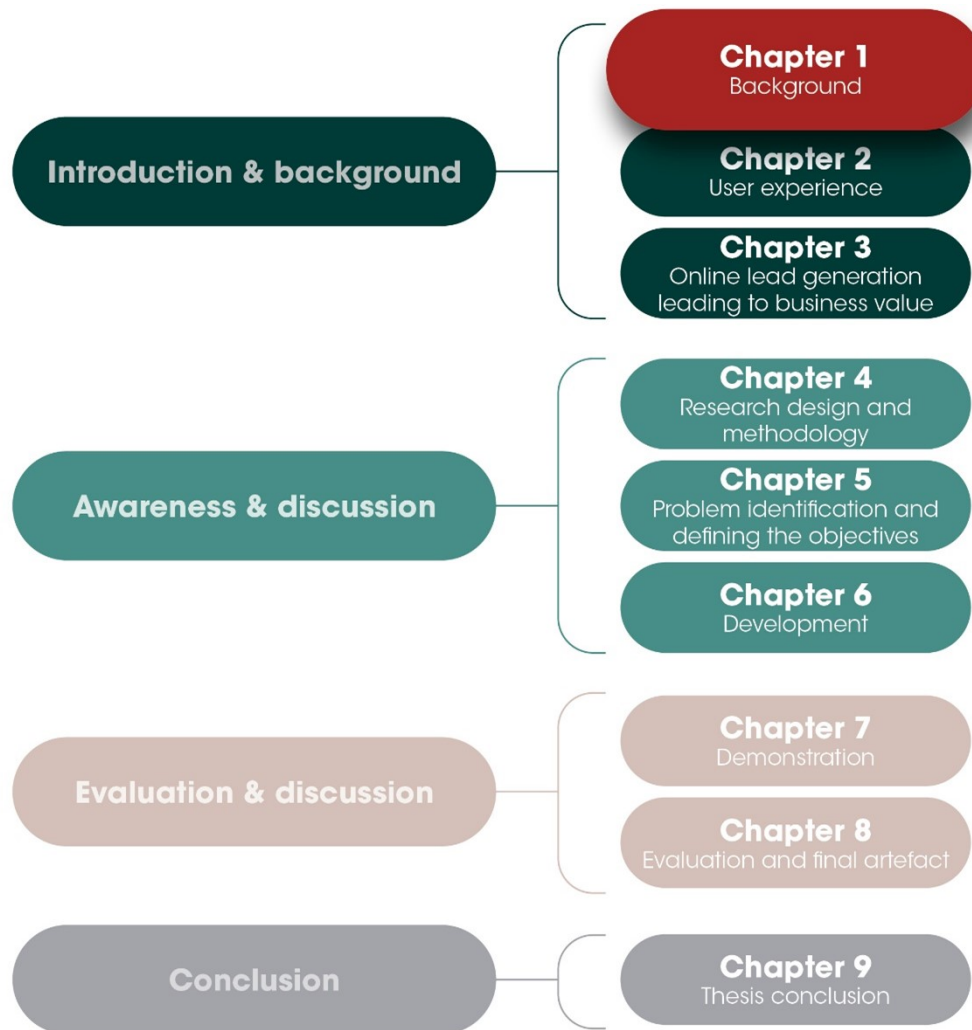 Introduction & background
Chapter 1
Background
Chapter 2
User experience
Chapter 3
Online lead generation
leading to business value
Awareness & discussion
Chapter 4
Research design and
methodology
Chapter 5
Problem identification and
defining the objectives
Chapter 6
Development
Evaluation & discussion
Chapter 7
Demonstration
Chapter 8
Evaluation and final artefact
Conclusion
Chapter 9
Thesis conclusion